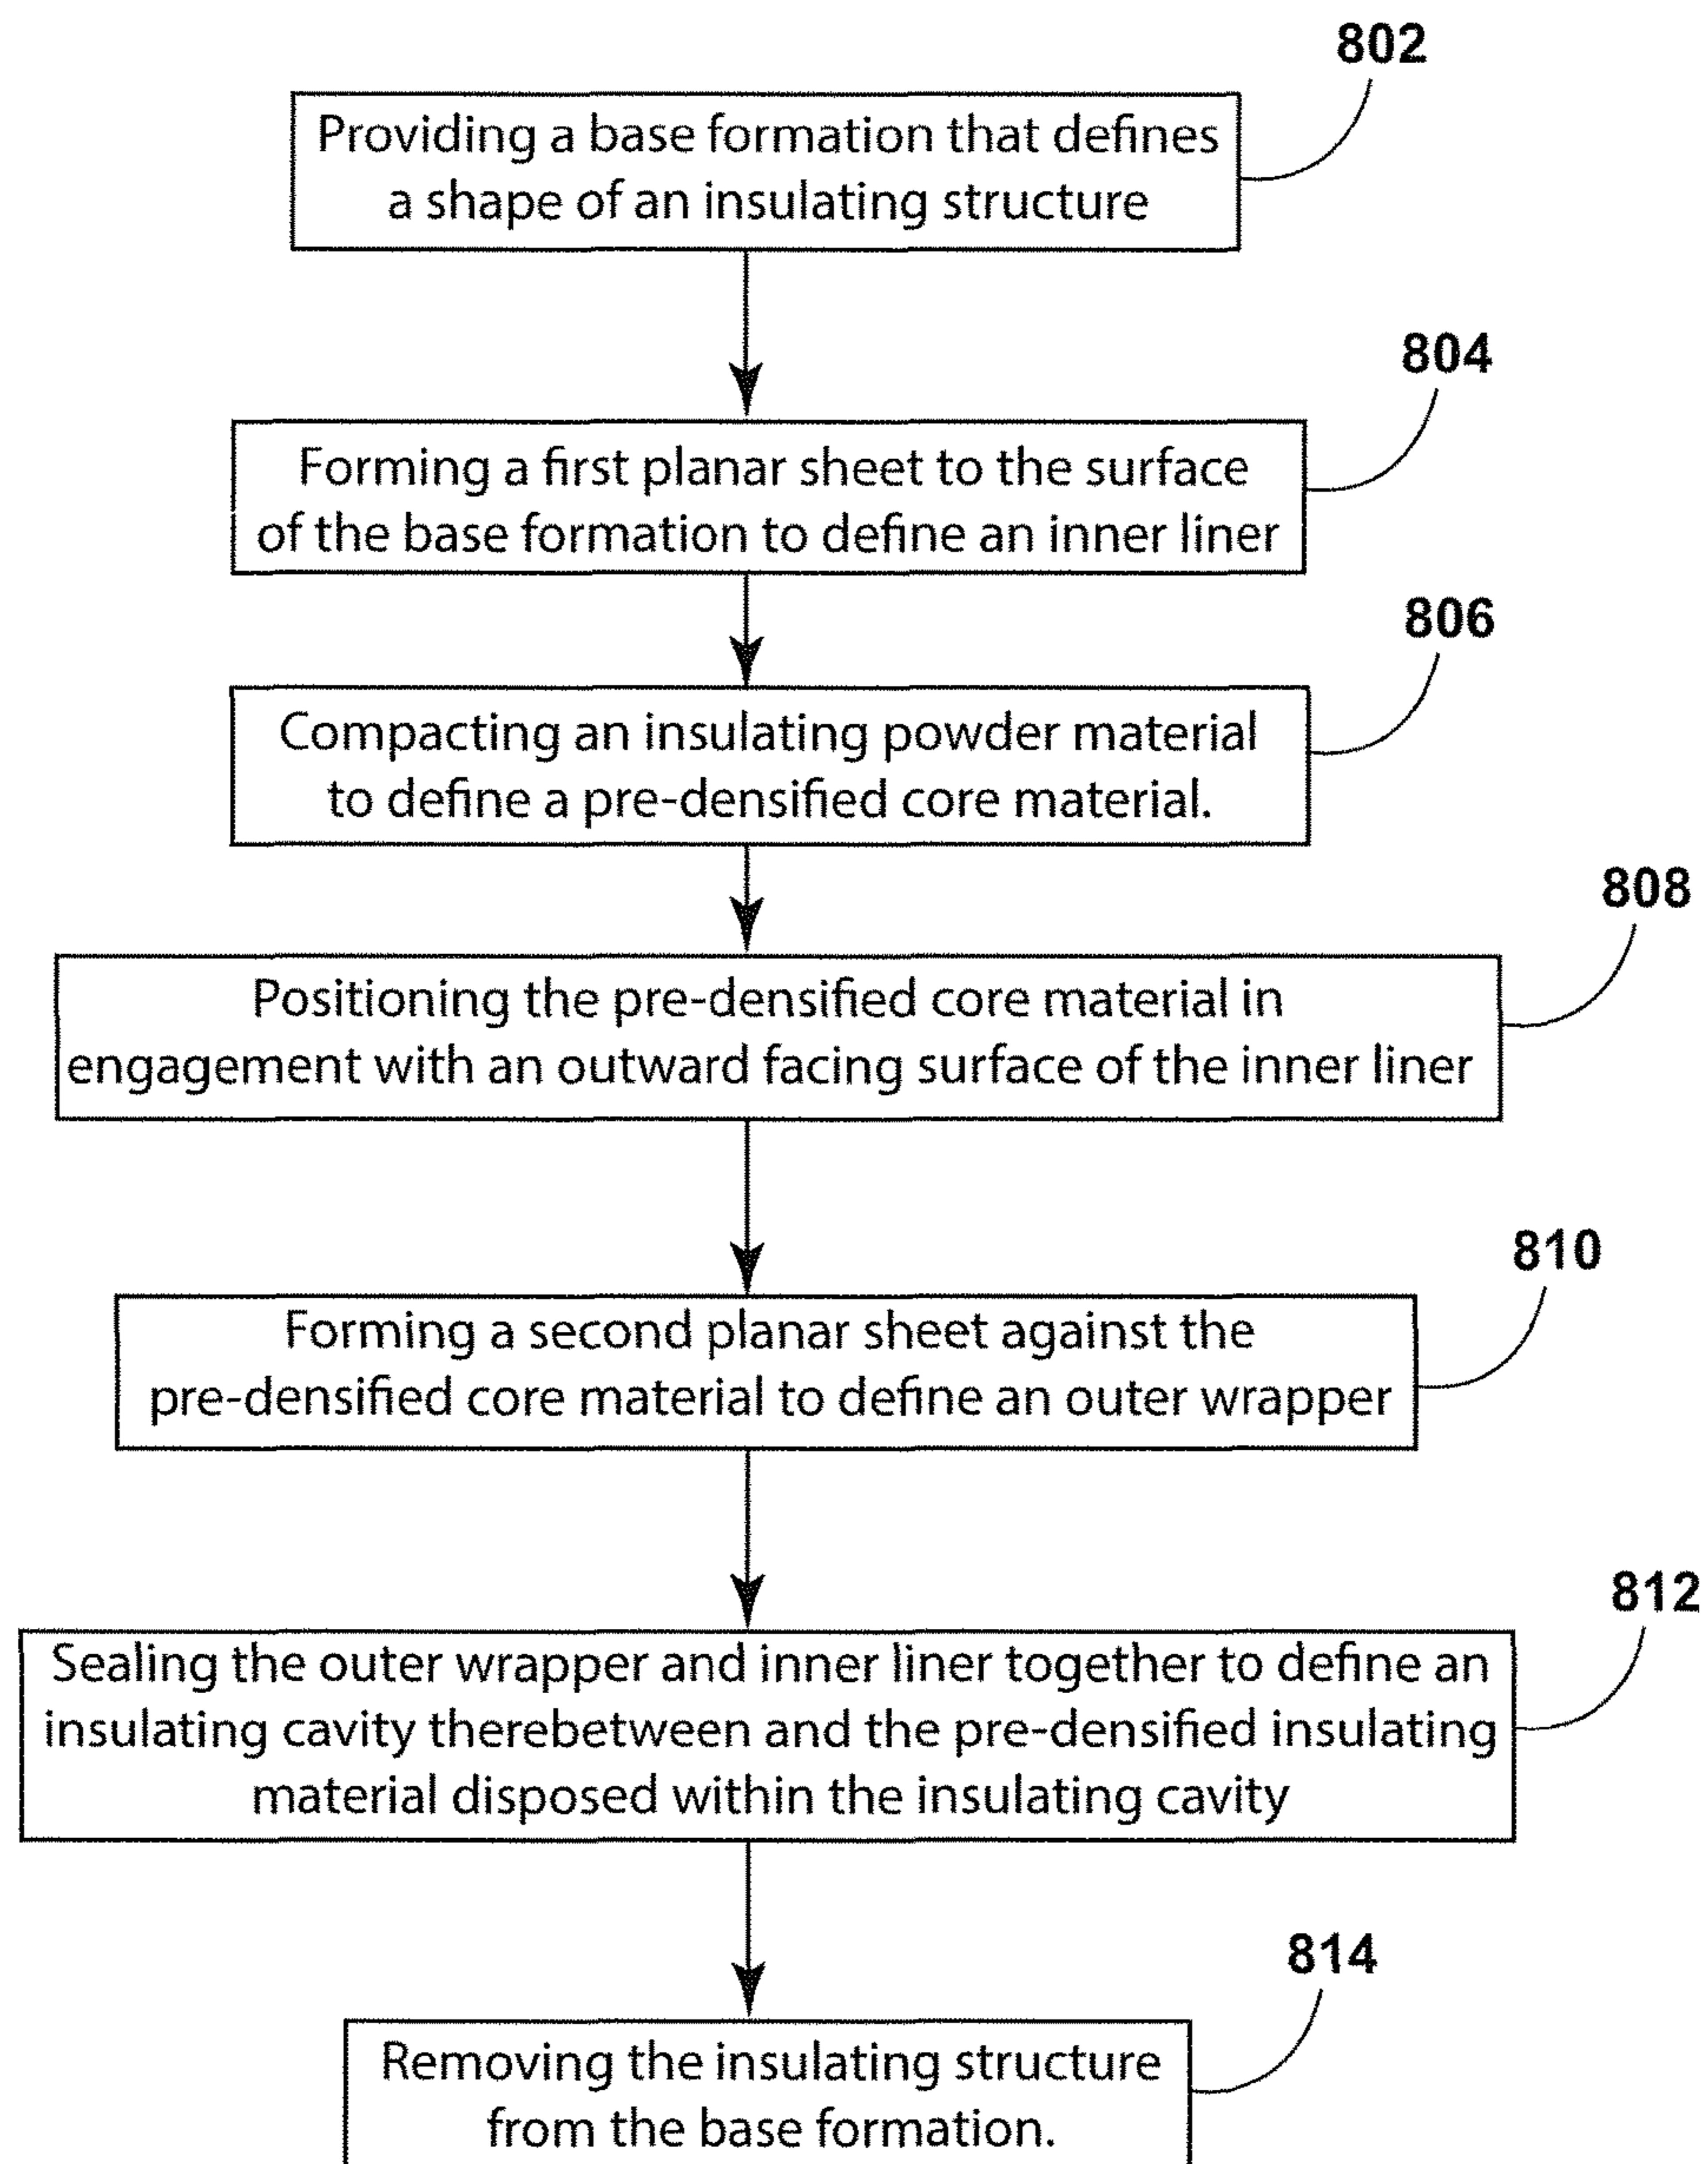 802
Providing a base formation that defines
a shape of an insulating structure
804
Forming a first planar sheet to the surface
of the base formation to define an inner liner
806
Compacting an insulating powder material
to define a pre-densified core material.
808
Positioning the pre-densified core material in
engagement with an outward facing surface of the inner liner
810
Forming a second planar sheet against the
pre-densified core material to define an outer wrapper
812
Sealing the outer wrapper and inner liner together to define an
insulating cavity therebetween and the pre-densified insulating
material disposed within the insulating cavity
814
Removing the insulating structure
from the base formation.